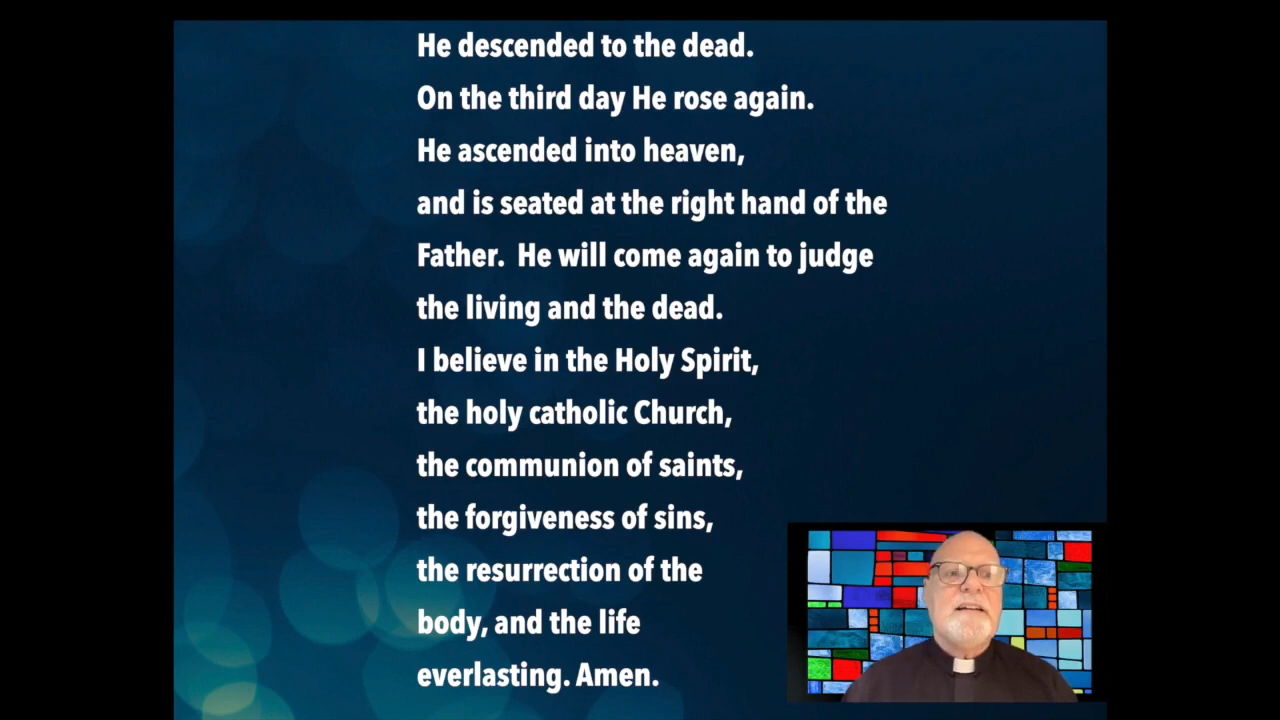 He descended to the dead.
On the third day He rose again.
He ascended into heaven,
and is seated at the right hand of the
Father.  He will come again to judge
the living and the dead.
I believe in the Holy Spirit,
the holy catholic Church,
the communion of saints,
the forgiveness of sins,
the resurrection of the
body, and the life
everlasting. Amen.